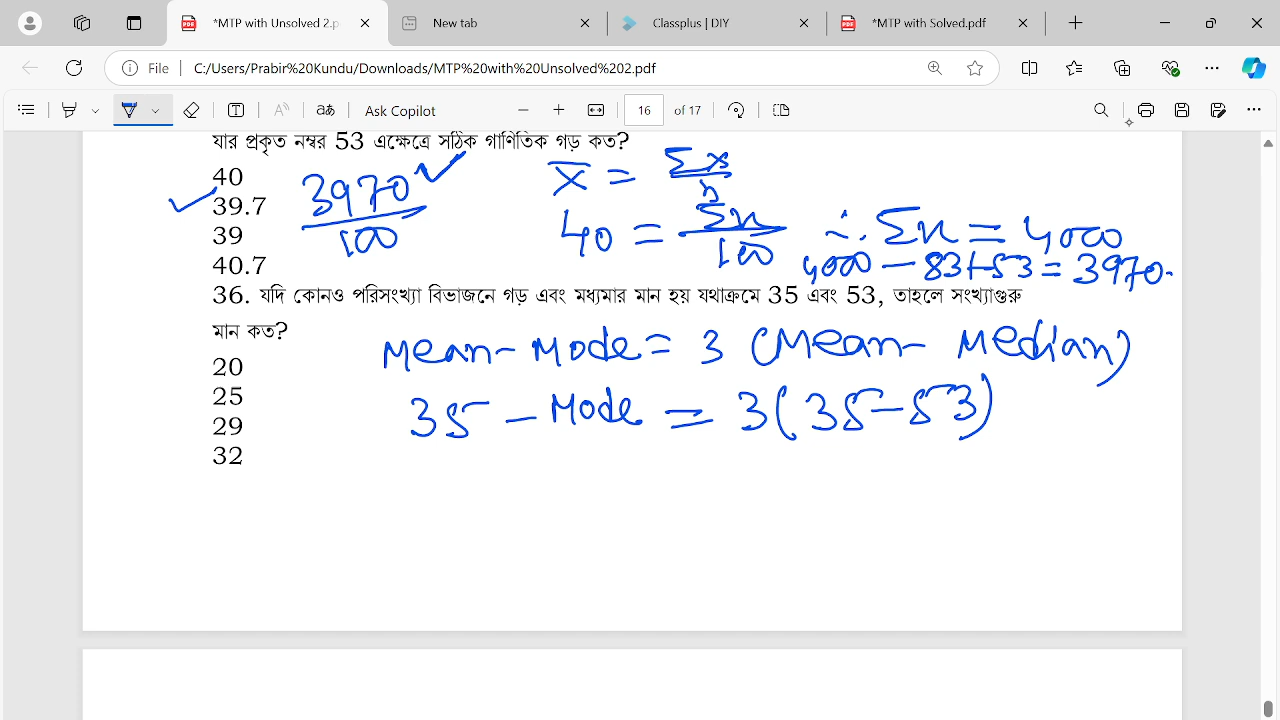 *MTP with Unsolved 2.p
New tab
Classplus | DIY
*MTP with Solved.pdf
File
C:/Users/Prabir%20Kundu/Downloads/MTP%20with%20Unsolved%202.pdf
Ask Copilot
16 of 17
যার প্রকৃত নম্বর 53 এক্ষেত্রে সঠিক গাণিতিক গড় কত?
40
39.7
39
40.7
3970/100
x̄ = Σx/n
40 = Σx/100 ∴ Σx = 4000
4000 - 83+53 = 3970.
36. যদি কোনও পরিসংখ্যা বিভাজনে গড় এবং মধ্যমার মান হয় যথাক্রমে 35 এবং 53, তাহলে সংখ্যাগুরু
মান কত?
20
25
29
32
Mean - Mode = 3 (Mean - Median)
35 - Mode = 3(35-53)